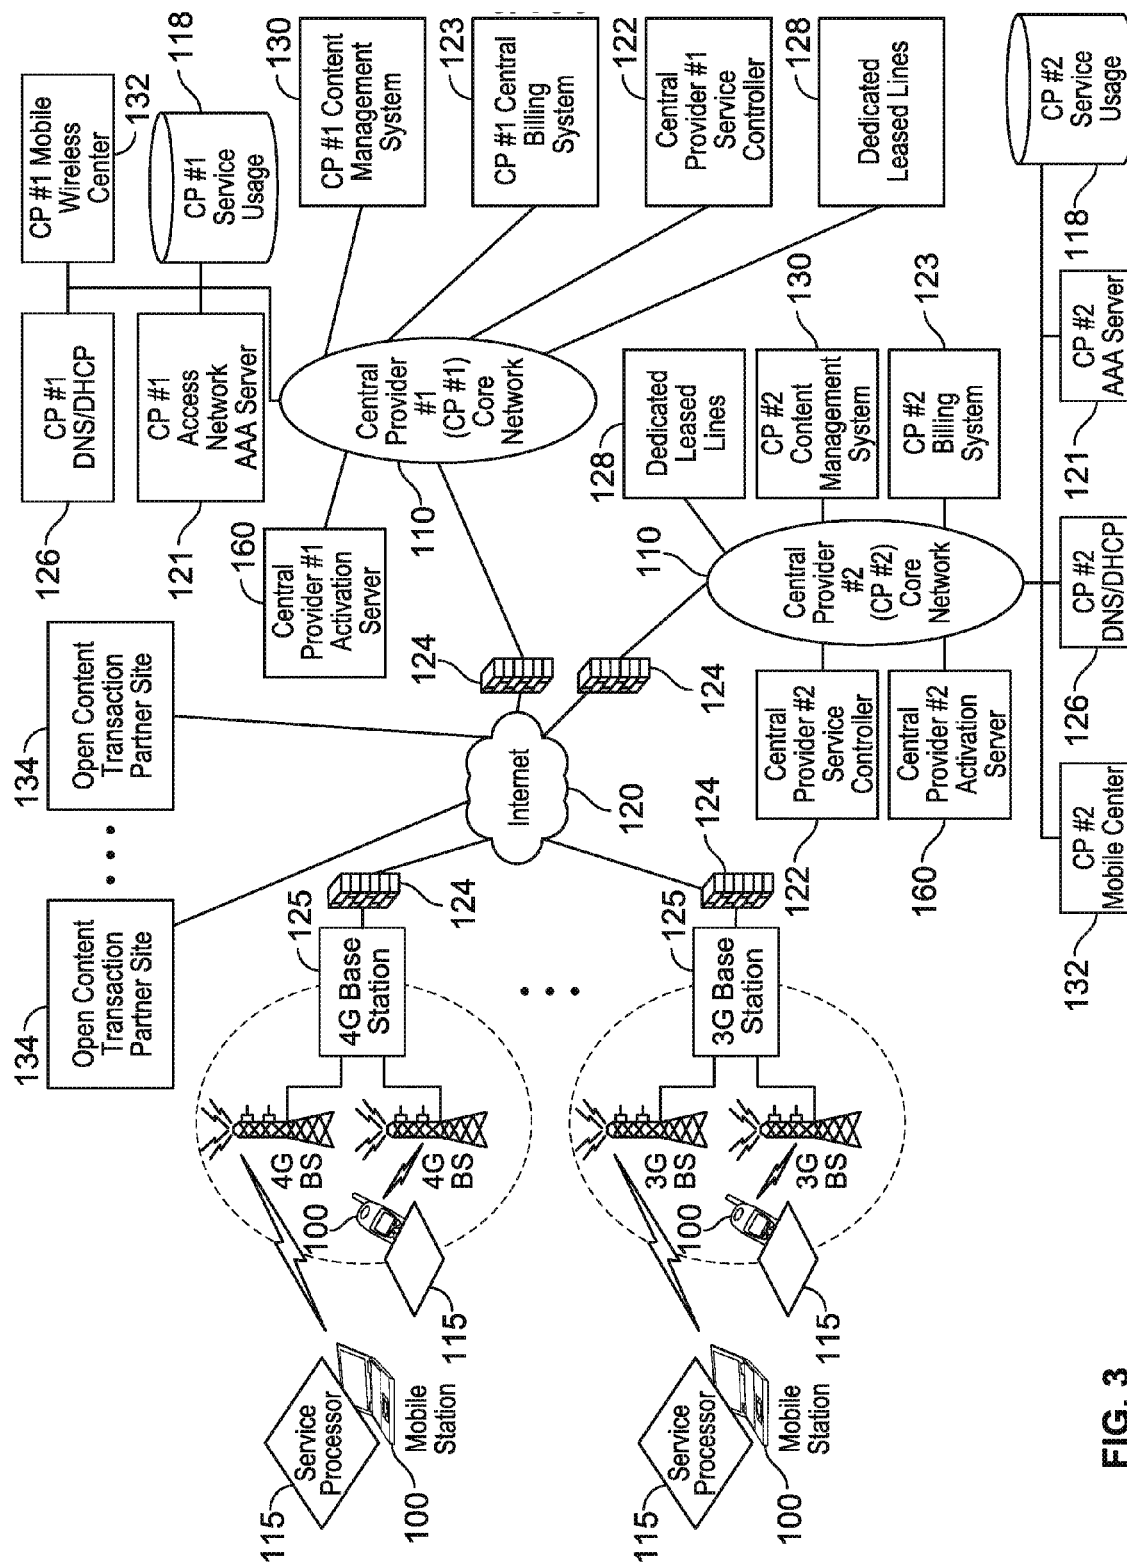 134
Open Content
Transaction
Partner Site
134
Open Content
Transaction
Partner Site
126
CP #1
DNS/DHCP
CP #1 Mobile
Wireless
Center
132
121
CP #1
Access
Network
AAA Server
CP #1
Service
Usage
118
160
Central
Provider #1
Activation
Server
Central
Provider
#1
(CP #1)
Core
Network
110
130
CP #1 Content
Management
System
123
CP #1 Central
Billing
System
122
Central
Provider #1
Service
Controller
128
Dedicated
Leased Lines
115
Service
Processor
100
Mobile
Station
100
115
4G
BS
4G
BS
4G Base
Station
125
124
Internet
120
124
124
115
Service
Processor
100
Mobile
Station
100
115
3G
BS
3G
BS
3G Base
Station
125
124
128
Dedicated
Leased
Lines
110
Central
Provider
#2
(CP #2)
Core
Network
CP #2
Content
Management
System
130
CP #2
Billing
System
123
122
Central
Provider #2
Service
Controller
160
Central
Provider #2
Activation
Server
132
CP #2
Mobile Center
126
CP #2
DNS/DHCP
121
CP #2
AAA Server
118
CP #2
Service
Usage
FIG. 3